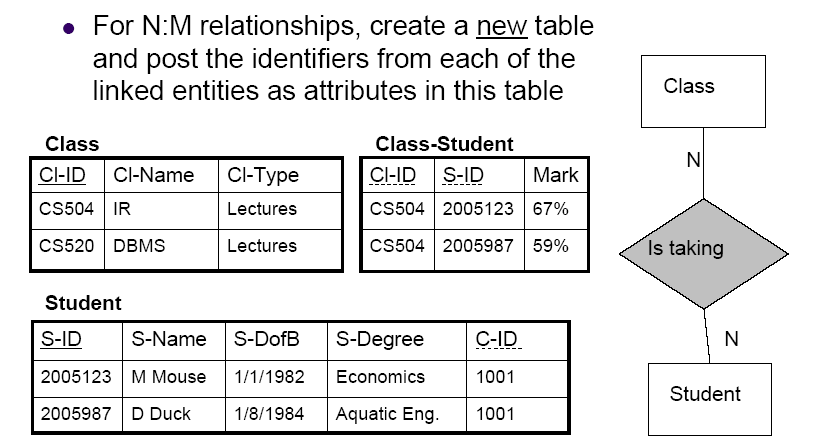 • For N:M relationships, create a new table
and post the identifiers from each of the
linked entities as attributes in this table
Class
Cl-ID Cl-Name Cl-Type
CS504 IR Lectures
CS520 DBMS Lectures
Class-Student
Cl-ID S-ID Mark
CS504 2005123 67%
CS504 2005987 59%
Student
S-ID S-Name S-DofB S-Degree C-ID
2005123 M Mouse 1/1/1982 Economics 1001
2005987 D Duck 1/8/1984 Aquatic Eng. 1001
Class
N
Is taking
N
Student